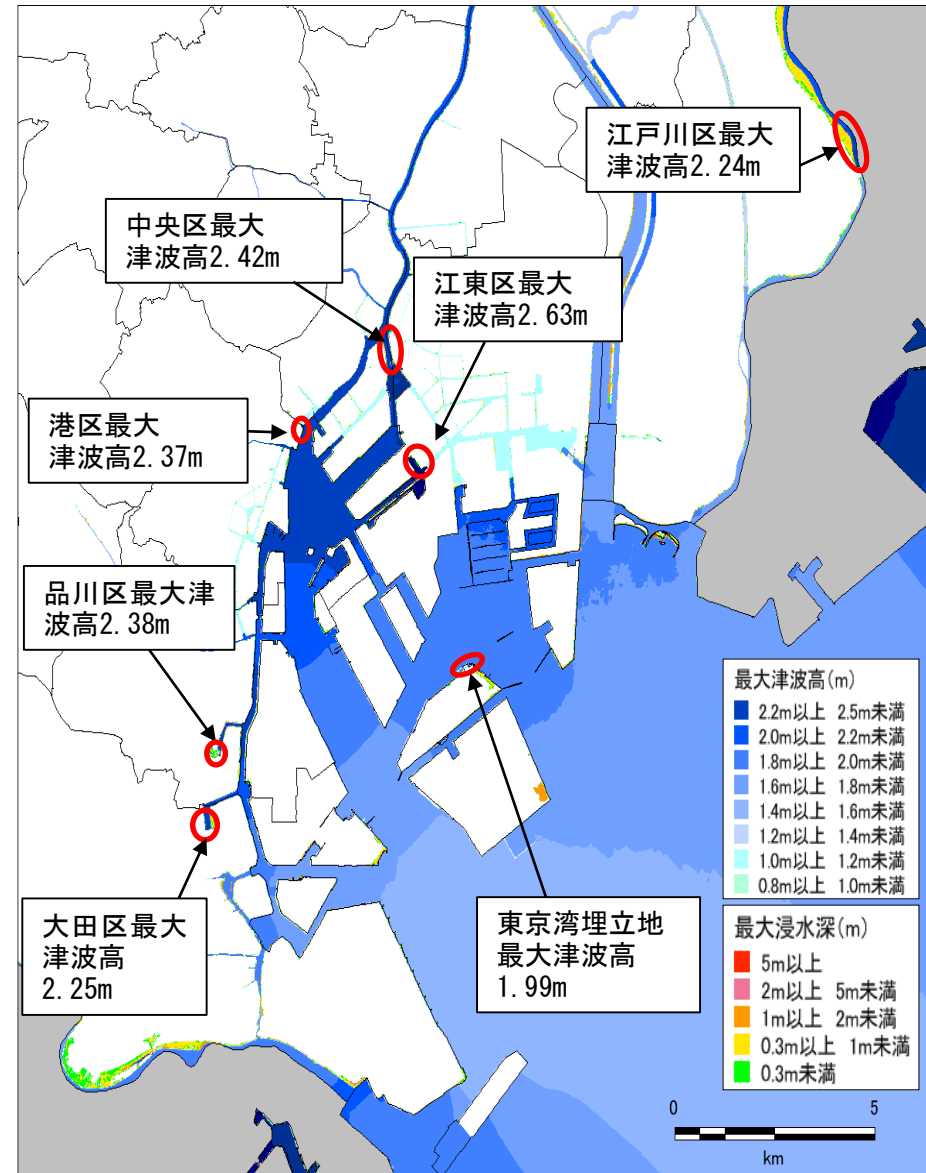 江戸川区最大
津波高2.24m
中央区最大
津波高2.42m
江東区最大
津波高2.63m
港区最大
津波高2.37m
品川区最大津
波高2.38m
大田区最大
津波高
2.25m
東京湾埋立地
最大津波高
1.99m
最大津波高(m)
2.2m以上 2.5m未満
2.0m以上 2.2m未満
1.8m以上 2.0m未満
1.6m以上 1.8m未満
1.4m以上 1.6m未満
1.2m以上 1.4m未満
1.0m以上 1.2m未満
0.8m以上 1.0m未満
最大浸水深(m)
5m以上
2m以上 5m未満
1m以上 2m未満
0.3m以上 1m未満
0.3m未満
0 5
km